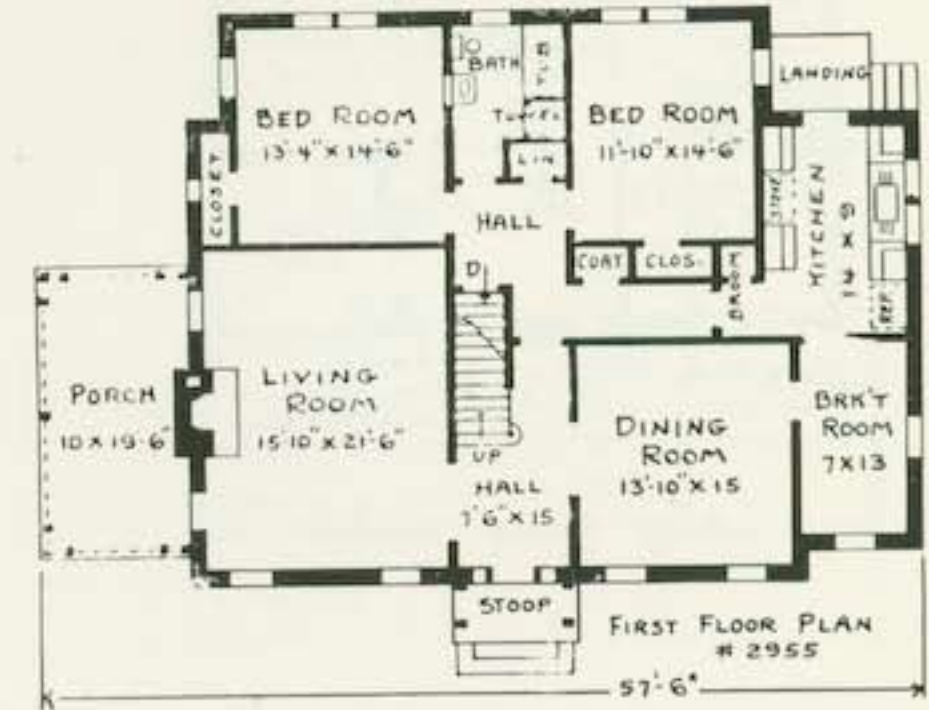 BED ROOM
13'4" X 14'-6"
BATH
TUB
LIN
BED ROOM
11'-10" X 14'-6"
LANDING
CLOSET
HALL
D
COAT
CLOS.
BROOM
STOVE
KITCHEN
REF.
PORCH
10 X 19-6"
LIVING
ROOM
15'10" X 21'-6"
UP
HALL
7'6" X 15
DINING
ROOM
13'-10" X 15
BRK'T
ROOM
7 X 13
STOOP
FIRST FLOOR PLAN
# 2955
57'-6"